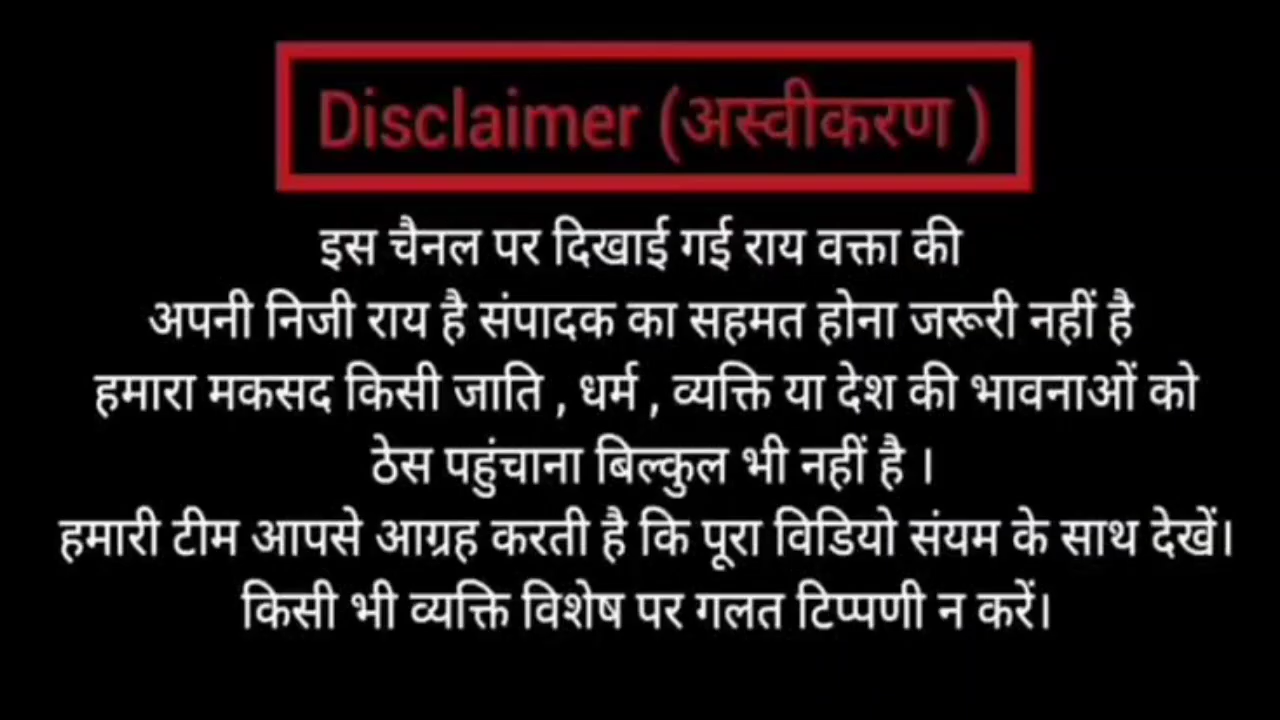 Disclaimer (अस्वीकरण )
इस चैनल पर दिखाई गई राय वक्ता की
अपनी निजी राय है संपादक का सहमत होना जरूरी नहीं है
हमारा मकसद किसी जाति , धर्म , व्यक्ति या देश की भावनाओं को
ठेस पहुंचाना बिल्कुल भी नहीं है ।
हमारी टीम आपसे आग्रह करती है कि पूरा विडियो संयम के साथ देखें।
किसी भी व्यक्ति विशेष पर गलत टिप्पणी न करें।